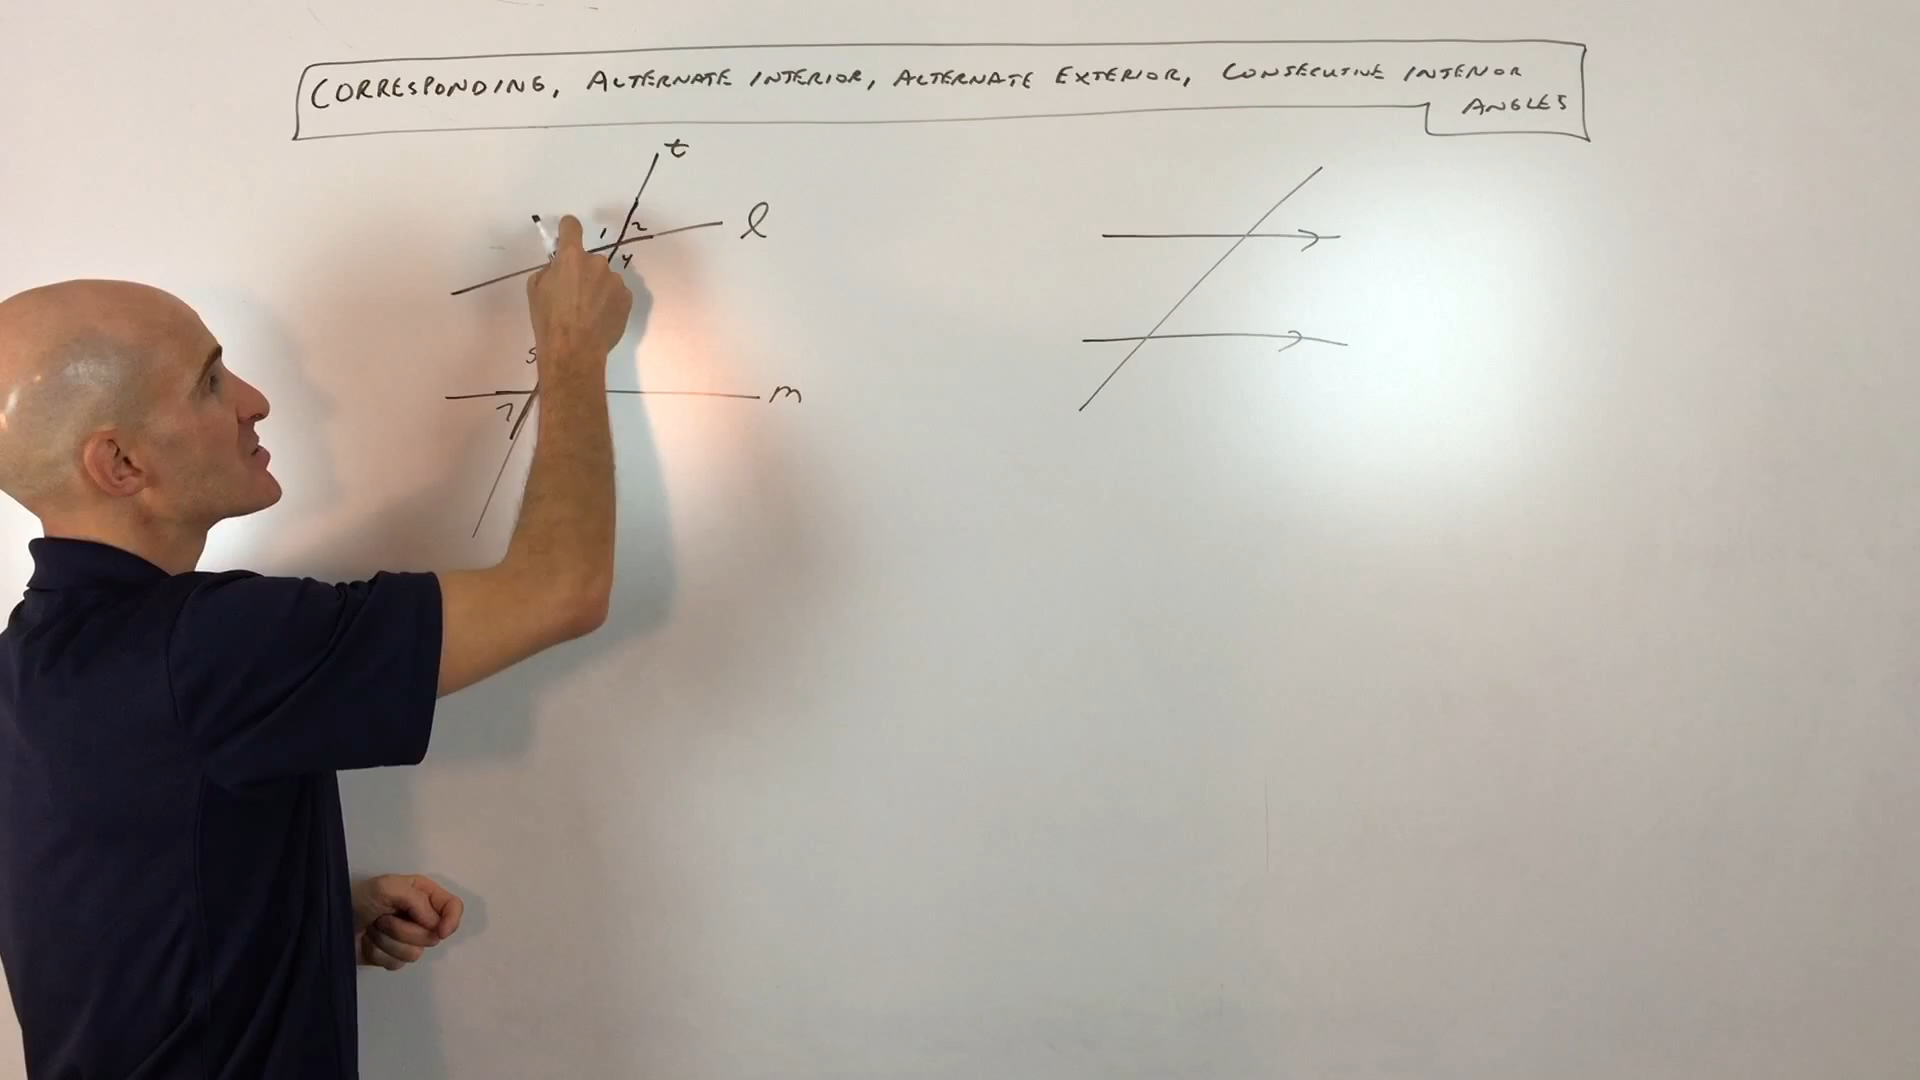 CORRESPONDING, ALTERNATE INTERIOR, ALTERNATE EXTERIOR, CONSECUTIVE INTERIOR
ANGLES
t
l
1 2
4
5
m
7